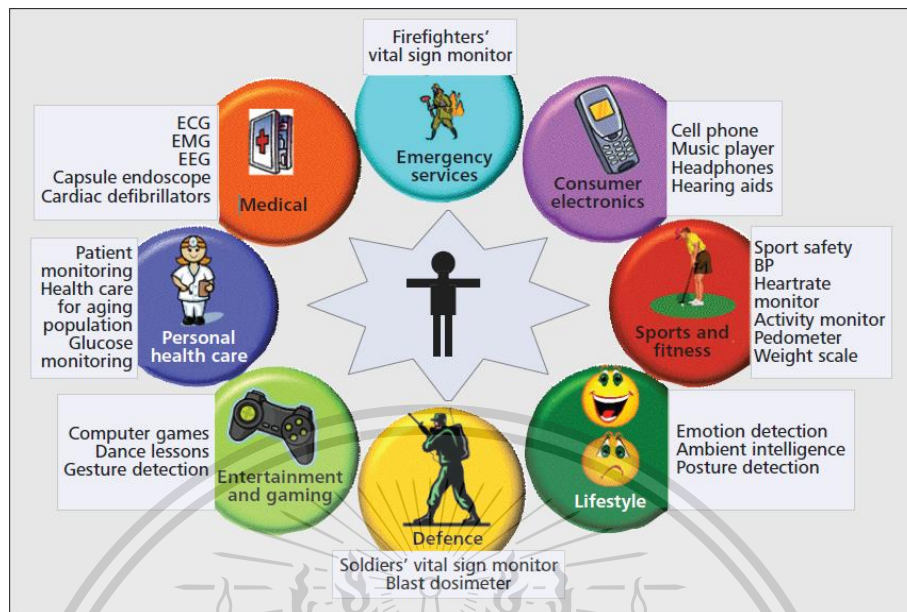 Firefighters'
vital sign monitor
Emergency
services
ECG
EMG
EEG
Capsule endoscope
Cardiac defibrillators
Medical
Cell phone
Music player
Headphones
Hearing aids
Consumer
electronics
Patient
monitoring
Health care
for aging
population
Glucose
monitoring
Personal
health care
Sport safety
BP
Heartrate
monitor
Activity monitor
Pedometer
Weight scale
Sports and
fitness
Computer games
Dance lessons
Gesture detection
Entertainment
and gaming
Emotion detection
Ambient intelligence
Posture detection
Lifestyle
Defence
Soldiers' vital sign monitor
Blast dosimeter